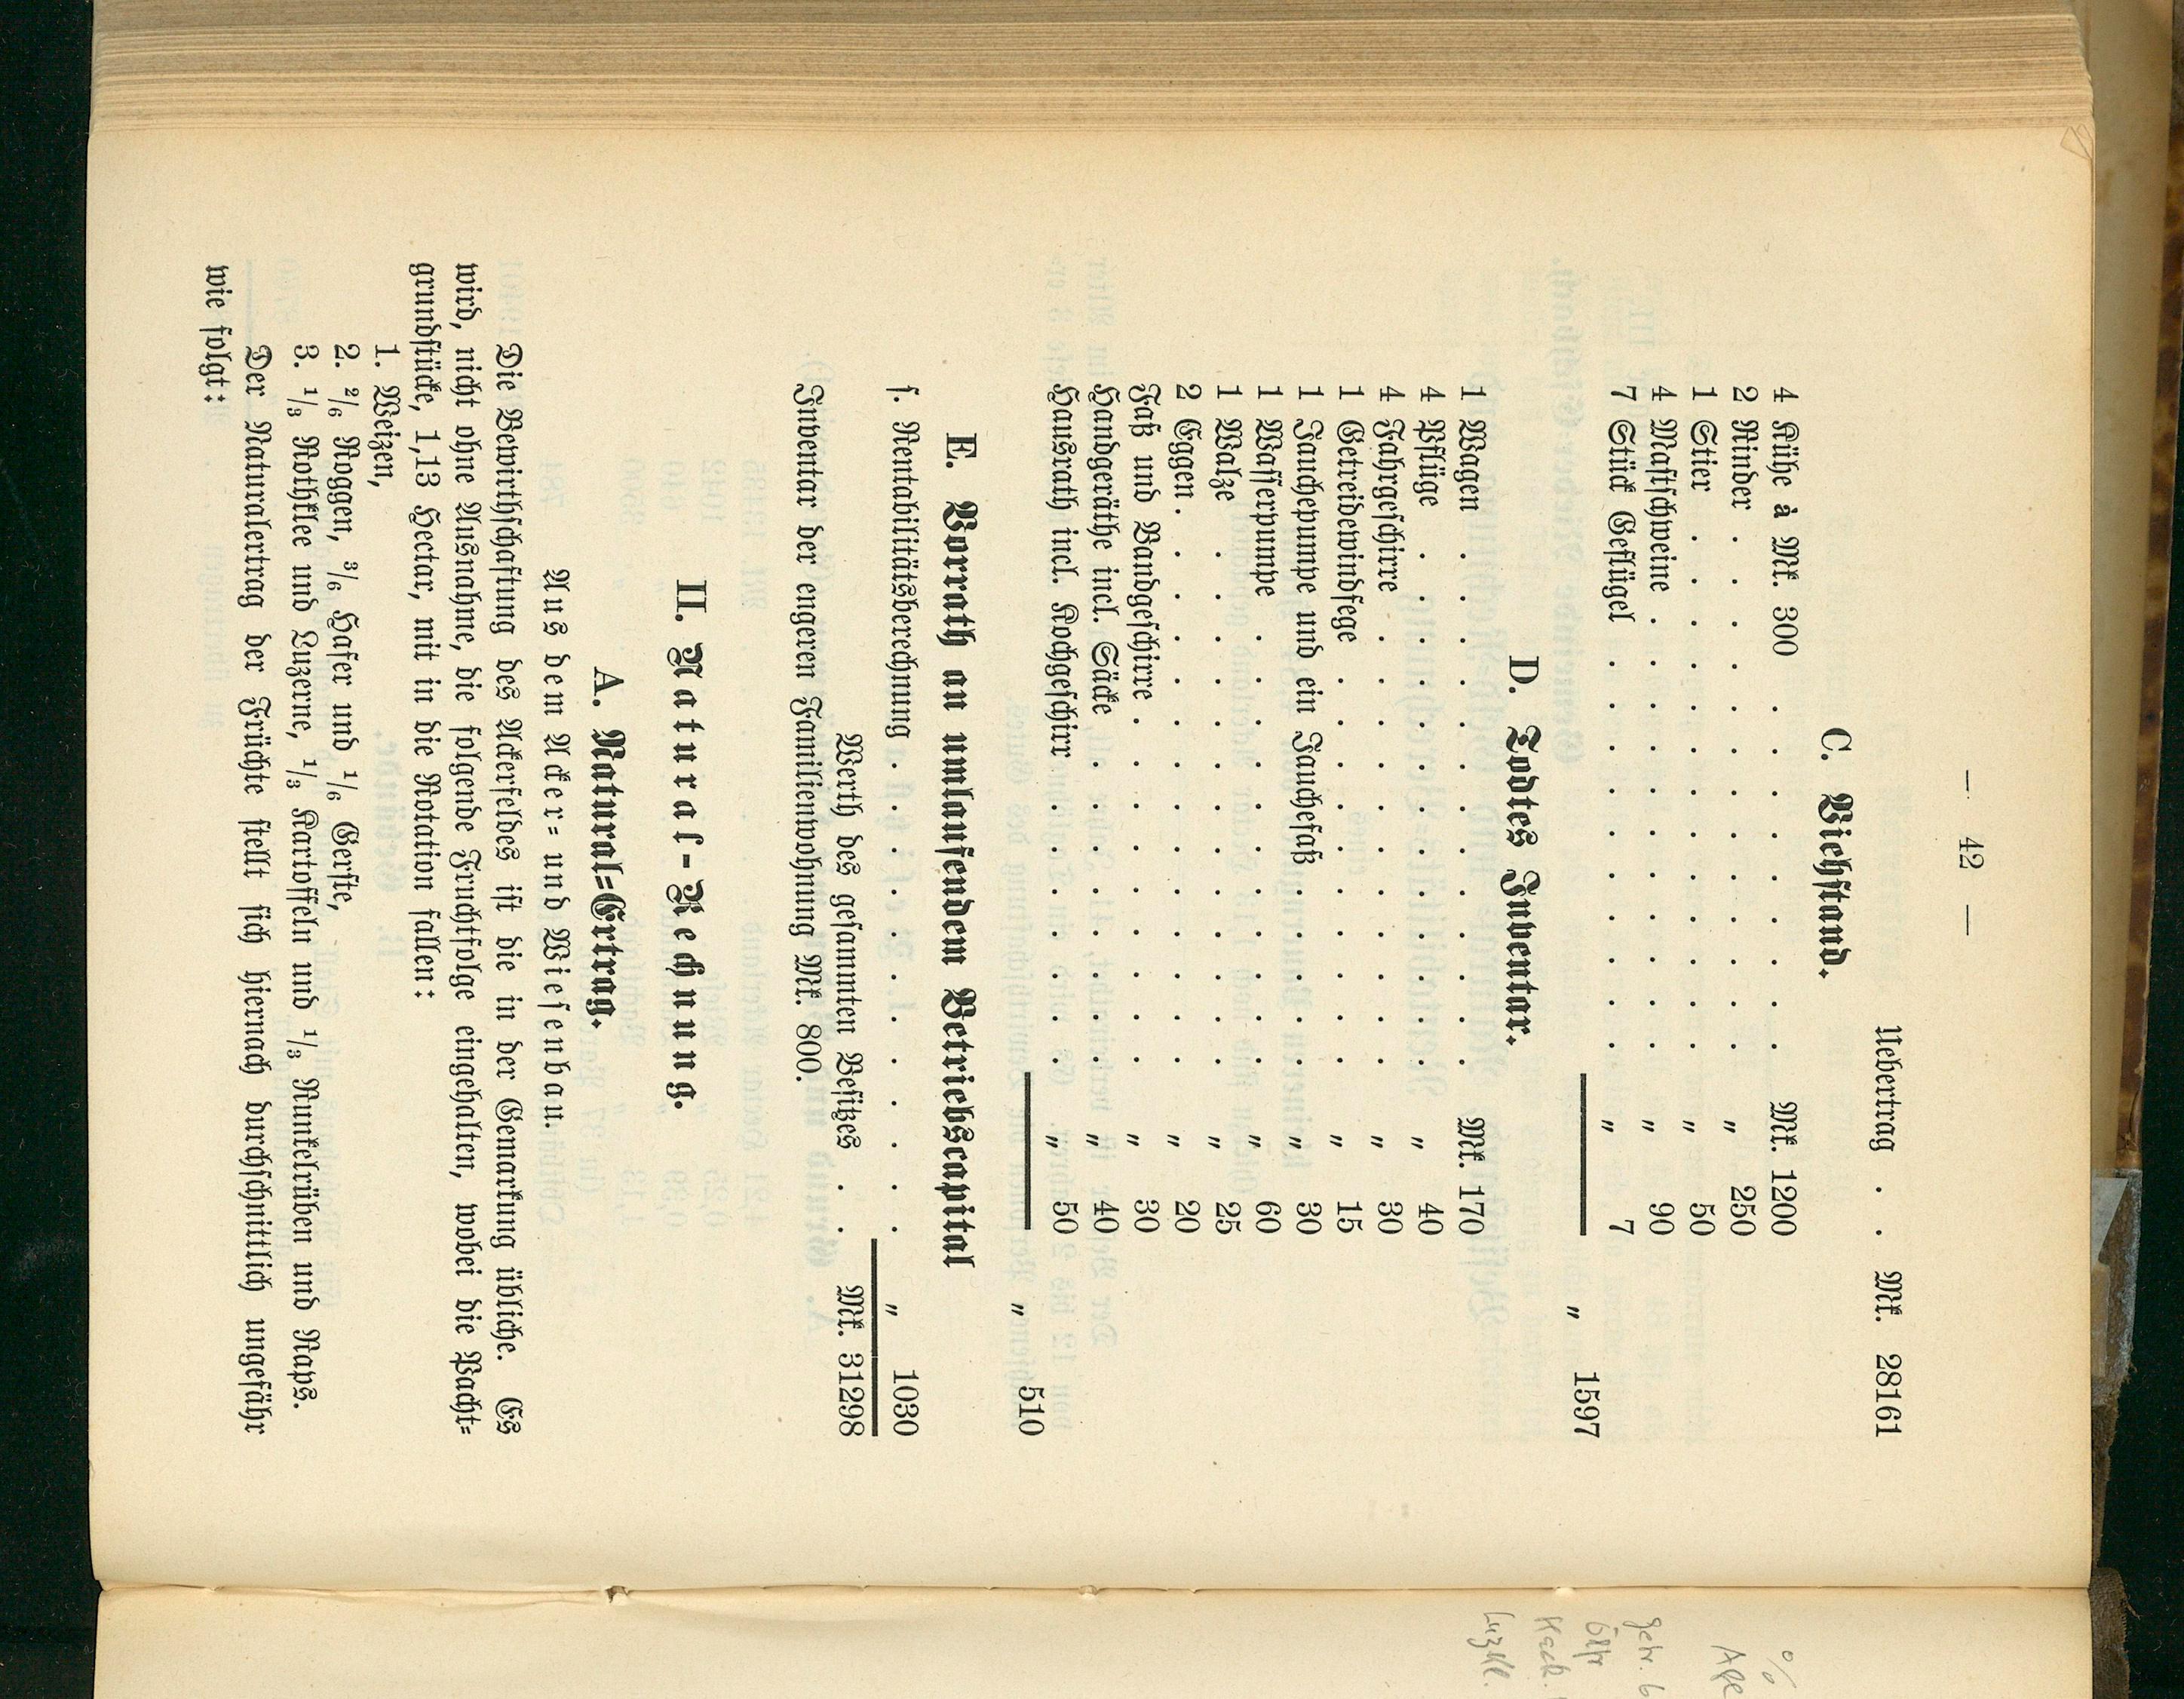 — 42 —
Uebertrag . . Mk. 28161
C. Viehstand.
4 Kühe à Mk. 300 . . . . . . . . . Mk. 1200
2 Rinder . . . . . . . . . . . . . „ 250
1 Stier . . . . . . . . . . . . . „ 50
4 Mastschweine . . . . . . . . . . . „ 90
7 Stück Geflügel . . . . . . . . . . „ 7
„ 1597
D. Todtes Inventar.
1 Wagen . . . . . . . . . . . . . Mk. 170
4 Pflüge . . . . . . . . . . . . . „ 40
4 Fahrgeschirre . . . . . . . . . . . „ 30
1 Getreidewindfege . . . . . . . . . . „ 15
1 Jauchepumpe und ein Jauchefaß . . . . . „ 30
1 Wasserpumpe . . . . . . . . . . . „ 60
1 Walze . . . . . . . . . . . . . „ 25
2 Eggen . . . . . . . . . . . . . . „ 20
Faß und Bandgeschirre . . . . . . . . . „ 30
Handgeräthe incl. Säcke . . . . . . . . „ 40
Hausrath incl. Kochgeschirr . . . . . . . „ 50
„ 510
E. Vorrath an umlaufendem Betriebscapital
s. Rentabilitätsberechnung . . . . . . . . . . . . „ 1030
Werth des gesammten Besitzes . . Mk. 31298
Inventar der engeren Familienwohnung Mk. 800.
II. Natural-Rechnung.
A. Natural=Ertrag.
Aus dem Acker= und Wiesenbau.
Die Bewirthschaftung des Ackerfeldes ist die in der Gemarkung übliche. Es
wird, nicht ohne Ausnahme, die folgende Fruchtfolge eingehalten, wobei die Pacht=
grundstücke, 1,13 Hectar, mit in die Rotation fallen:
1. Weizen,
2. 2/6 Roggen, 3/6 Hafer und 1/6 Gerste,
3. 1/3 Rothklee und Luzerne, 1/3 Kartoffeln und 1/3 Runkelrüben und Raps.
Der Naturalertrag der Früchte stellt sich hiernach durchschnittlich ungefähr
wie folgt:
%